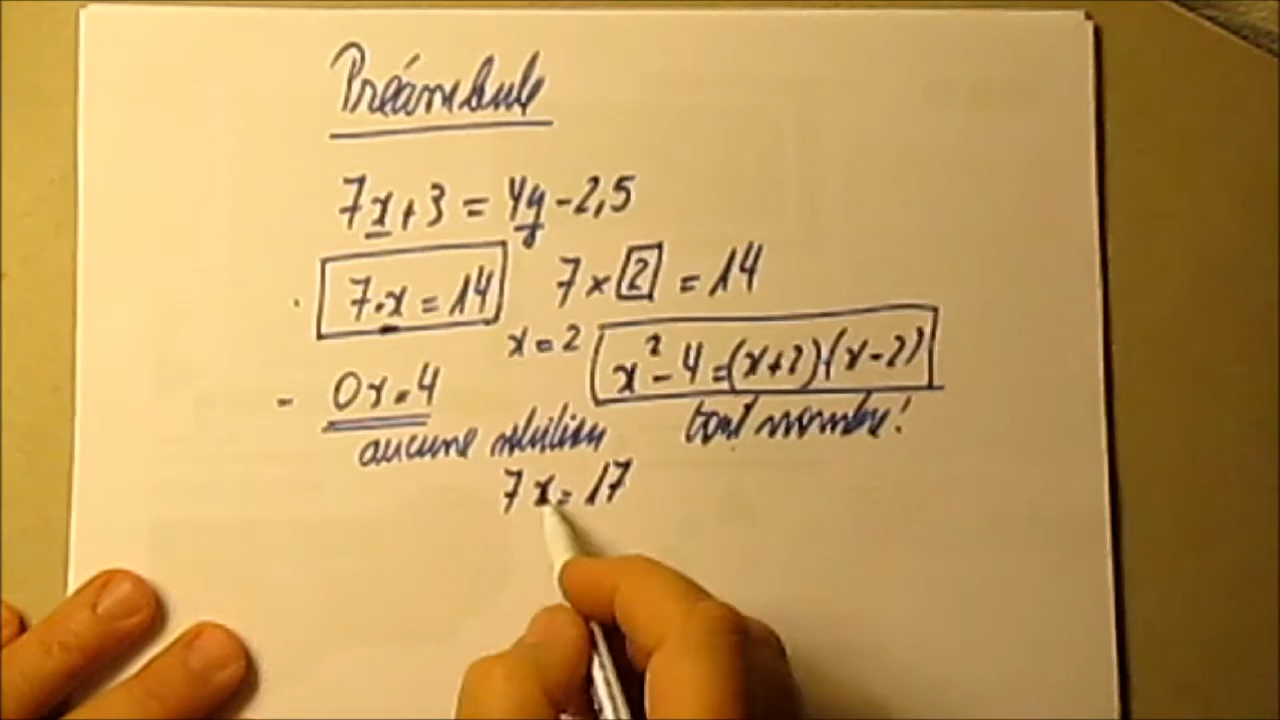 Préambule
7x + 3 = 4y - 2,5
7·x = 14
7 × 2 = 14
x = 2
x² - 4 = (x+2)·(x-2)
0x = 4
aucune solution
tout nombre!
7x = 17